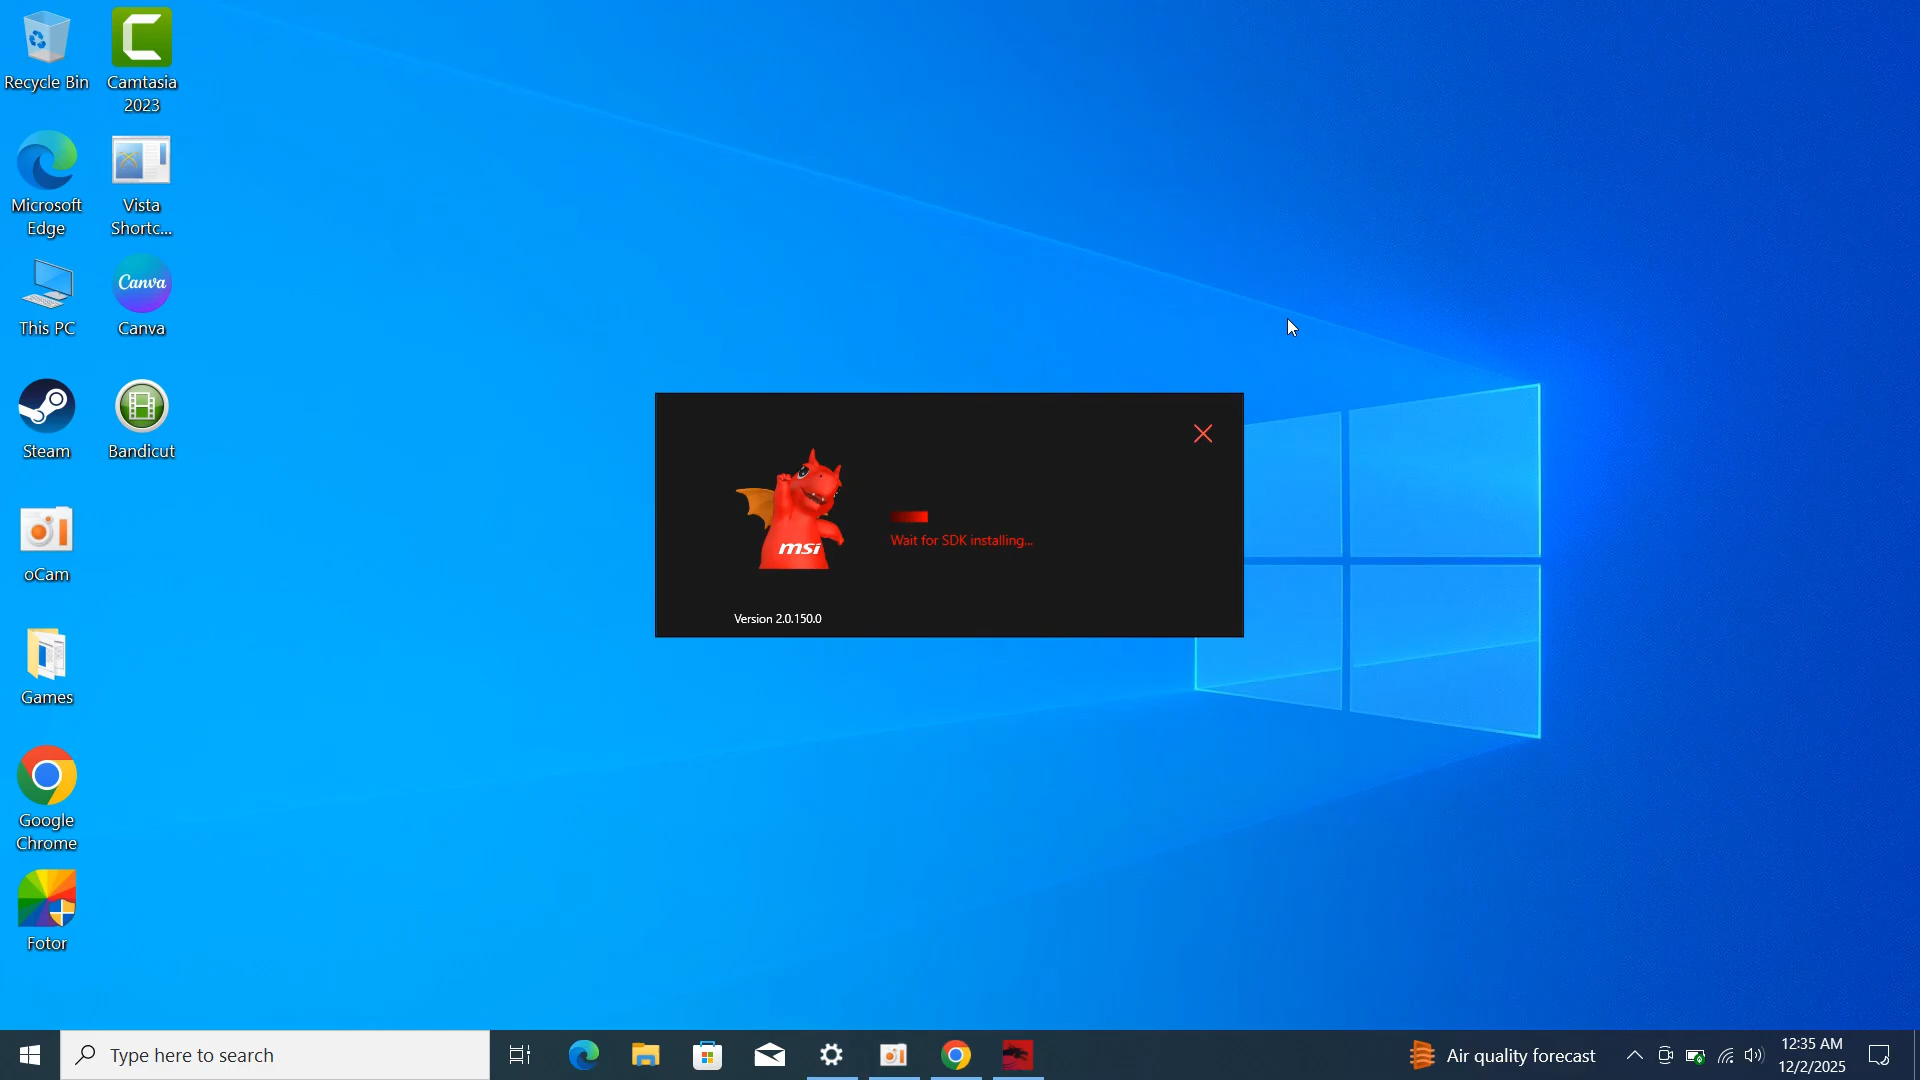 Recycle Bin
Camtasia
2023
Microsoft
Edge
Vista
Shortc...
This PC
Canva
Canva
Steam
Bandicut
oCam
Games
Google
Chrome
Fotor
msi
Wait for SDK installing...
Version 2.0.150.0
Type here to search
Air quality forecast
12:35 AM
12/2/2025